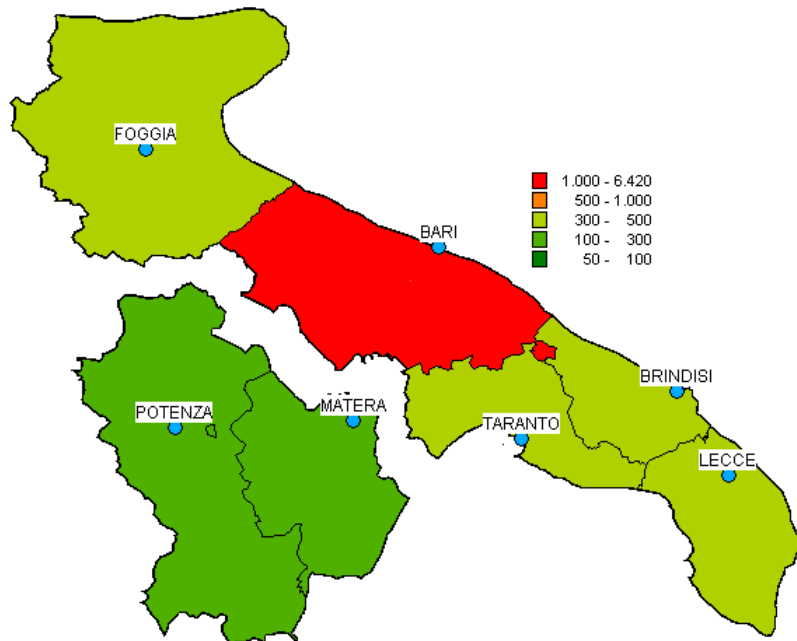 FOGGIA
1.000 - 6.420
500 - 1.000
300 - 500
100 - 300
50 - 100
BARI
BRINDISI
MATERA
POTENZA
TARANTO
LECCE